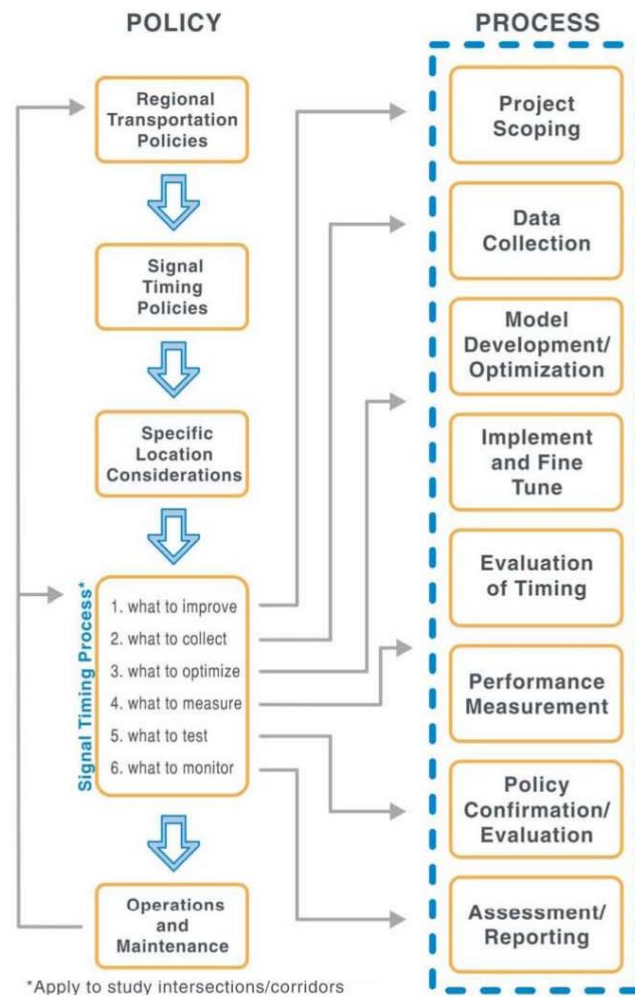 POLICY
Regional
Transportation
Policies
Signal
Timing
Policies
Specific
Location
Considerations
Signal Timing Process*
1. what to improve
2. what to collect
3. what to optimize
4. what to measure
5. what to test
6. what to monitor
Operations
and
Maintenance
*Apply to study intersections/corridors
PROCESS
Project
Scoping
Data
Collection
Model
Development/
Optimization
Implement
and Fine
Tune
Evaluation
of Timing
Performance
Measurement
Policy
Confirmation/
Evaluation
Assessment/
Reporting